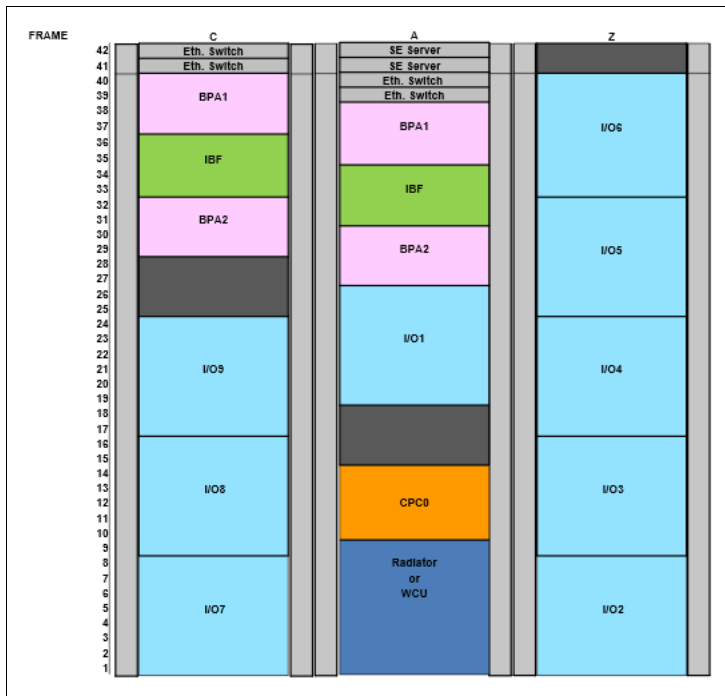 FRAME C A Z
42 Eth. Switch SE Server
41 Eth. Switch SE Server
40 Eth. Switch
39 Eth. Switch
38 BPA1
37 BPA1 I/O6
36
35 IBF
34
33 IBF
32
31 BPA2
30
29 BPA2 I/O5
28
27
26
25
24
23 I/O1
22
21 I/O9 I/O4
20
19
18
17
16
15
14
13 I/O8 I/O3
12 CPC0
11
10
9
8 Radiator
7 or
6 WCU
5 I/O7 I/O2
4
3
2
1